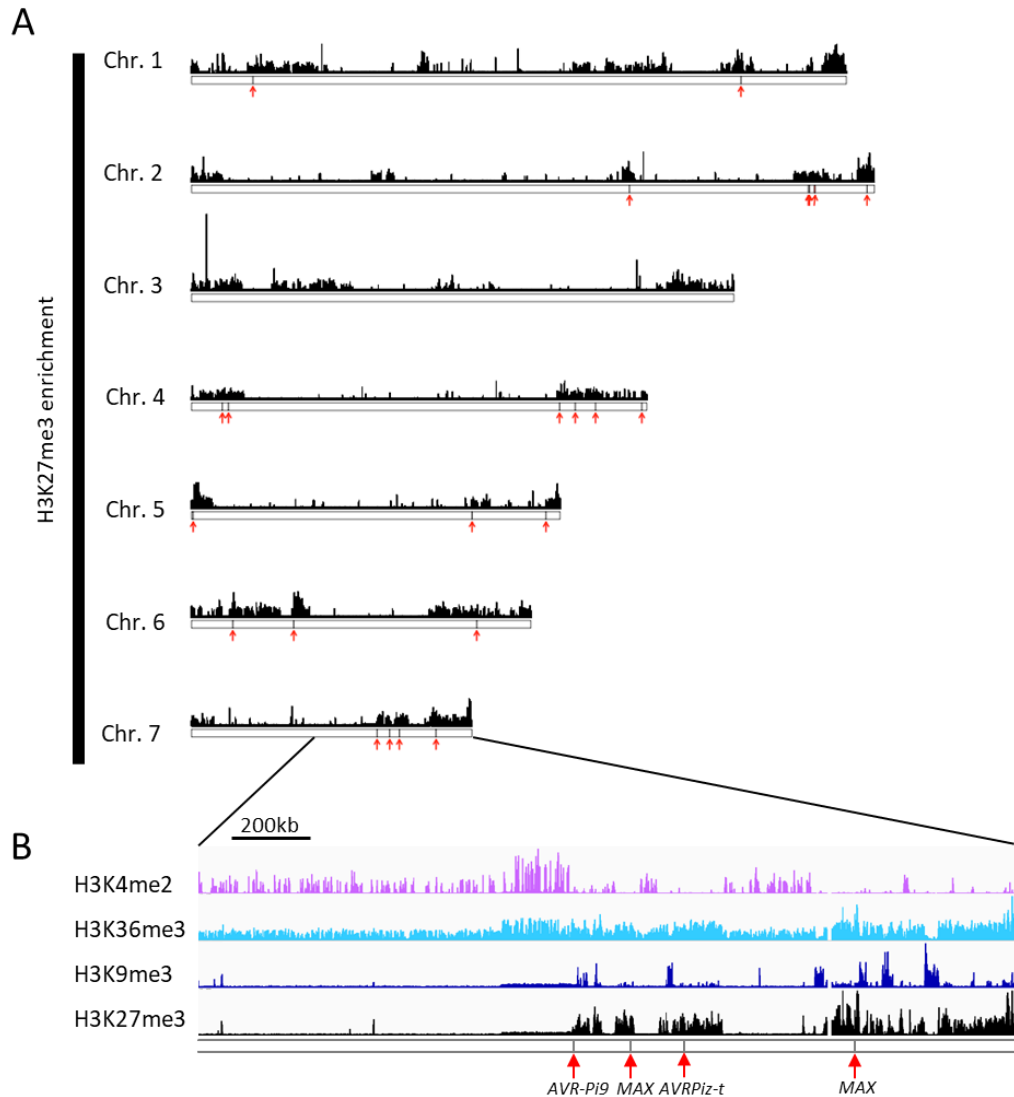 A
Chr. 1
Chr. 2
Chr. 3
Chr. 4
Chr. 5
Chr. 6
Chr. 7
H3K27me3 enrichment
200kb
B
H3K4me2
H3K36me3
H3K9me3
H3K27me3
AVR-Pi9 MAX AVRPiz-t MAX